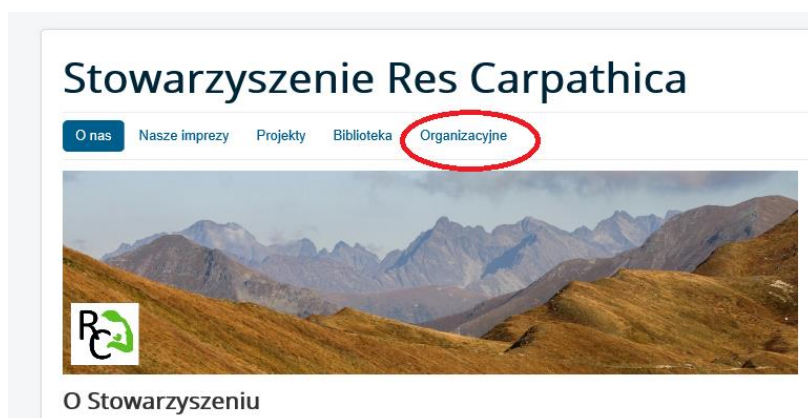 Stowarzyszenie Res Carpathica
O nas Nasze imprezy Projekty Biblioteka Organizacyjne
RC
O Stowarzyszeniu